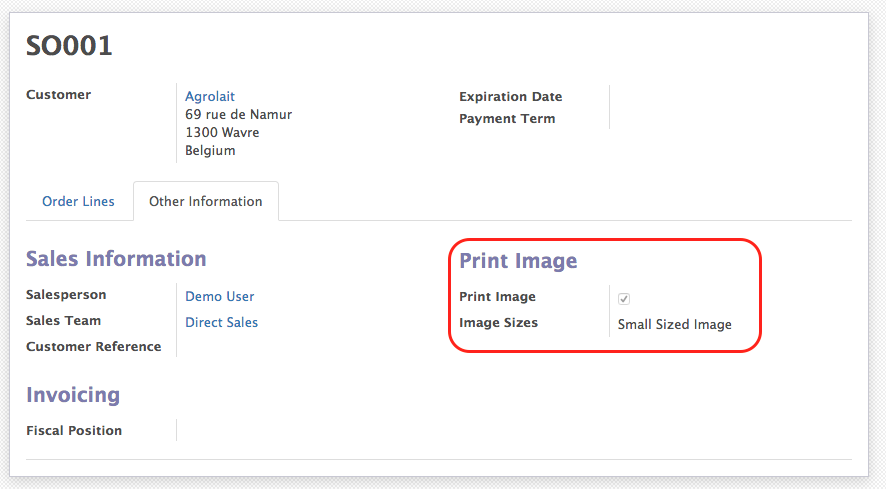 SO001
Customer
Agrolait
69 rue de Namur
1300 Wavre
Belgium
Expiration Date
Payment Term
Order Lines
Other Information
Sales Information
Salesperson
Demo User
Sales Team
Direct Sales
Customer Reference
Print Image
Print Image
Image Sizes
Small Sized Image
Invoicing
Fiscal Position